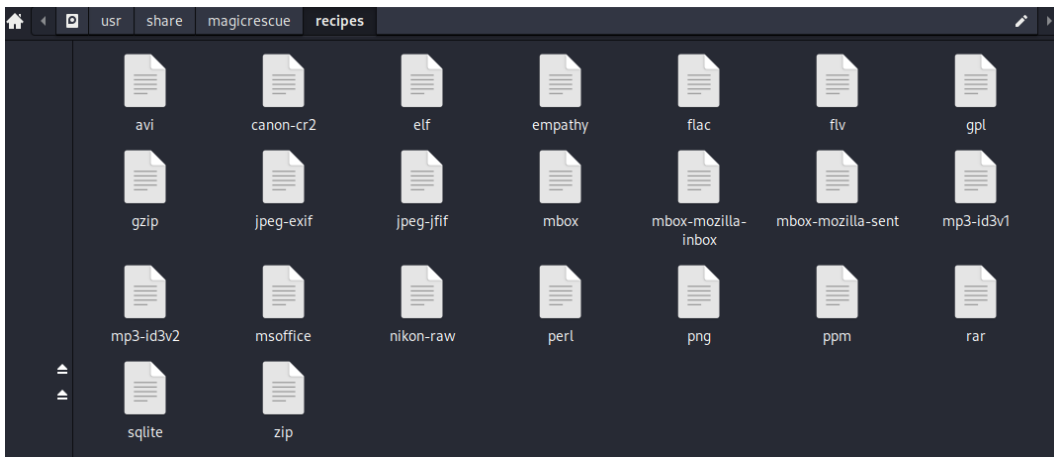 usr share magicrescue recipes
avi canon-cr2 elf empathy flac flv gpl
gzip jpeg-exif jpeg-jfif mbox mbox-mozilla- mbox-mozilla-sent mp3-id3v1
inbox
mp3-id3v2 msoffice nikon-raw perl png ppm rar
sqlite zip